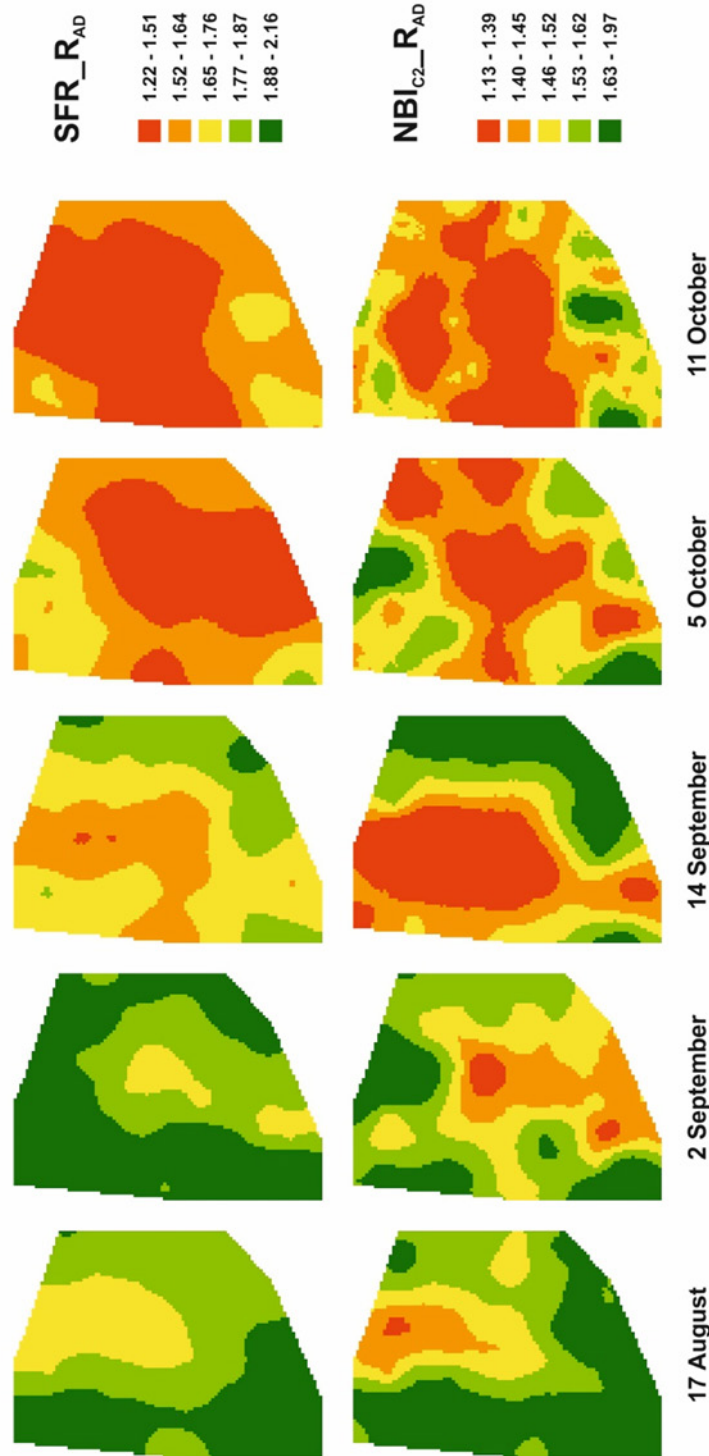 SFR_R_AD
1.22 - 1.51
1.52 - 1.64
1.65 - 1.76
1.77 - 1.87
1.88 - 2.16
NBI_C2_R_AD
1.13 - 1.39
1.40 - 1.45
1.46 - 1.52
1.53 - 1.62
1.63 - 1.97
17 August
2 September
14 September
5 October
11 October